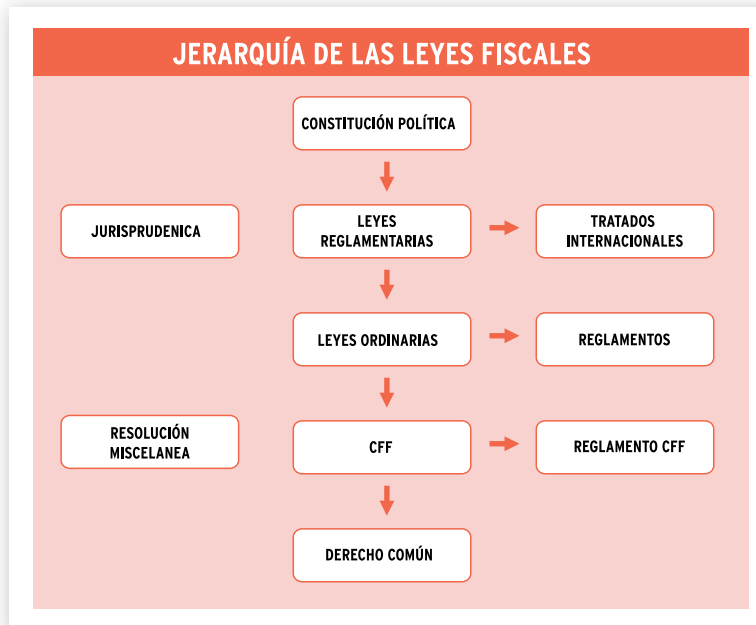 JERARQUÍA DE LAS LEYES FISCALES
CONSTITUCIÓN POLÍTICA
JURISPRUDENICA
LEYES
REGLAMENTARIAS
TRATADOS
INTERNACIONALES
LEYES ORDINARIAS
REGLAMENTOS
RESOLUCIÓN
MISCELANEA
CFF
REGLAMENTO CFF
DERECHO COMÚN